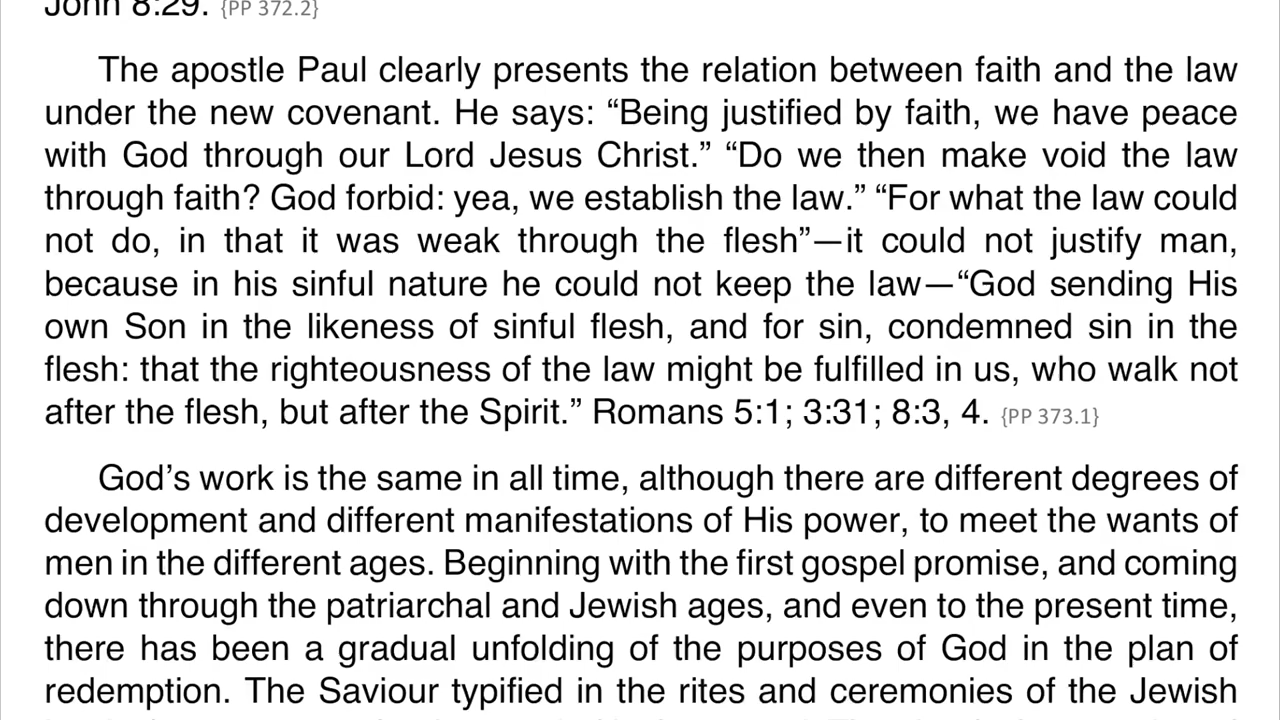 John 8:29. {PP 372.2}
The apostle Paul clearly presents the relation between faith and the law
under the new covenant. He says: “Being justified by faith, we have peace
with God through our Lord Jesus Christ.” “Do we then make void the law
through faith? God forbid: yea, we establish the law.” “For what the law could
not do, in that it was weak through the flesh”—it could not justify man,
because in his sinful nature he could not keep the law—“God sending His
own Son in the likeness of sinful flesh, and for sin, condemned sin in the
flesh: that the righteousness of the law might be fulfilled in us, who walk not
after the flesh, but after the Spirit.” Romans 5:1; 3:31; 8:3, 4. {PP 373.1}
God’s work is the same in all time, although there are different degrees of
development and different manifestations of His power, to meet the wants of
men in the different ages. Beginning with the first gospel promise, and coming
down through the patriarchal and Jewish ages, and even to the present time,
there has been a gradual unfolding of the purposes of God in the plan of
redemption. The Saviour typified in the rites and ceremonies of the Jewish